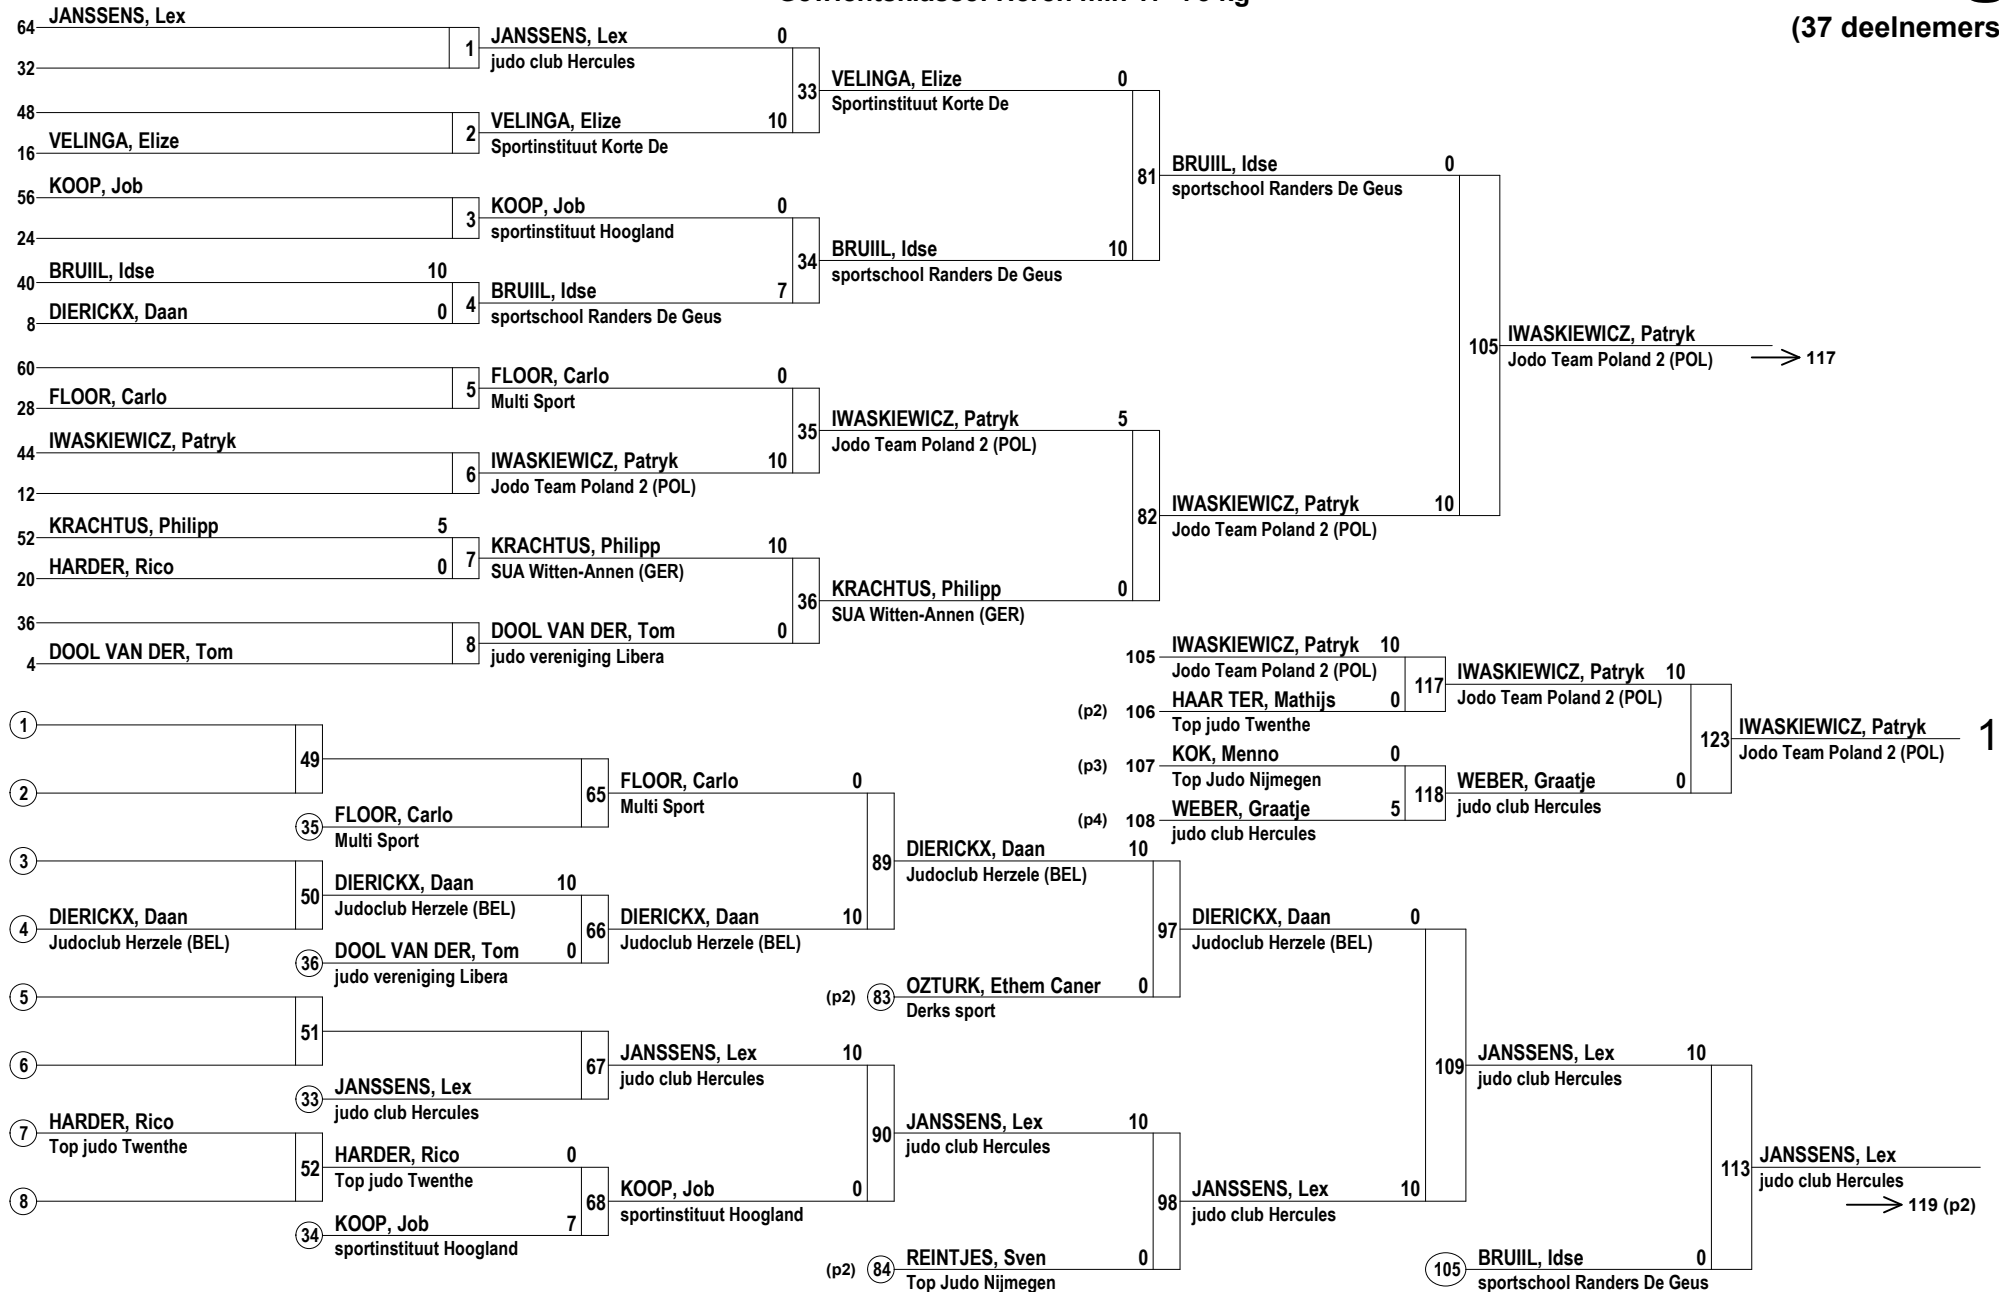 (37 deelnemers
64 JANSSENS, Lex
32
1 JANSSENS, Lex 0
judo club Hercules
48
16 VELINGA, Elize
2 VELINGA, Elize 10
Sportinstituut Korte De
33 VELINGA, Elize 0
Sportinstituut Korte De
56 KOOP, Job
24
3 KOOP, Job 0
sportinstituut Hoogland
40 BRUIIL, Idse 10
8 DIERICKX, Daan 0
4 BRUIIL, Idse 7
sportschool Randers De Geus
34 BRUIIL, Idse 10
sportschool Randers De Geus
81 BRUIIL, Idse 0
sportschool Randers De Geus
60
28 FLOOR, Carlo
5 FLOOR, Carlo 0
Multi Sport
44 IWASKIEWICZ, Patryk
12
6 IWASKIEWICZ, Patryk 10
Jodo Team Poland 2 (POL)
35 IWASKIEWICZ, Patryk 5
Jodo Team Poland 2 (POL)
52 KRACHTUS, Philipp 5
20 HARDER, Rico 0
7 KRACHTUS, Philipp 10
SUA Witten-Annen (GER)
36
4 DOOL VAN DER, Tom
8 DOOL VAN DER, Tom 0
judo vereniging Libera
36 KRACHTUS, Philipp 0
SUA Witten-Annen (GER)
82 IWASKIEWICZ, Patryk 10
Jodo Team Poland 2 (POL)
105 IWASKIEWICZ, Patryk
Jodo Team Poland 2 (POL) → 117
105 IWASKIEWICZ, Patryk 10
Jodo Team Poland 2 (POL)
(p2) 106 HAAR TER, Mathijs 0
Top judo Twenthe
117 IWASKIEWICZ, Patryk 10
Jodo Team Poland 2 (POL)
(p3) 107 KOK, Menno 0
Top Judo Nijmegen
(p4) 108 WEBER, Graatje 5
judo club Hercules
118 WEBER, Graatje 0
judo club Hercules
123 IWASKIEWICZ, Patryk 1
Jodo Team Poland 2 (POL)
1
2
49
35 FLOOR, Carlo
Multi Sport
65 FLOOR, Carlo 0
Multi Sport
3
4 DIERICKX, Daan
Judoclub Herzele (BEL)
50 DIERICKX, Daan 10
Judoclub Herzele (BEL)
36 DOOL VAN DER, Tom 0
judo vereniging Libera
66 DIERICKX, Daan 10
Judoclub Herzele (BEL)
89 DIERICKX, Daan 10
Judoclub Herzele (BEL)
(p2) 83 OZTURK, Ethem Caner 0
Derks sport
97 DIERICKX, Daan 0
Judoclub Herzele (BEL)
5
6
51
33 JANSSENS, Lex
judo club Hercules
67 JANSSENS, Lex 10
judo club Hercules
7 HARDER, Rico
Top judo Twenthe
8
52 HARDER, Rico 0
Top judo Twenthe
34 KOOP, Job 7
sportinstituut Hoogland
68 KOOP, Job 0
sportinstituut Hoogland
90 JANSSENS, Lex 10
judo club Hercules
(p2) 84 REINTJES, Sven 0
Top Judo Nijmegen
98 JANSSENS, Lex 10
judo club Hercules
109 JANSSENS, Lex 10
judo club Hercules
105 BRUIIL, Idse 0
sportschool Randers De Geus
113 JANSSENS, Lex
judo club Hercules
→ 119 (p2)